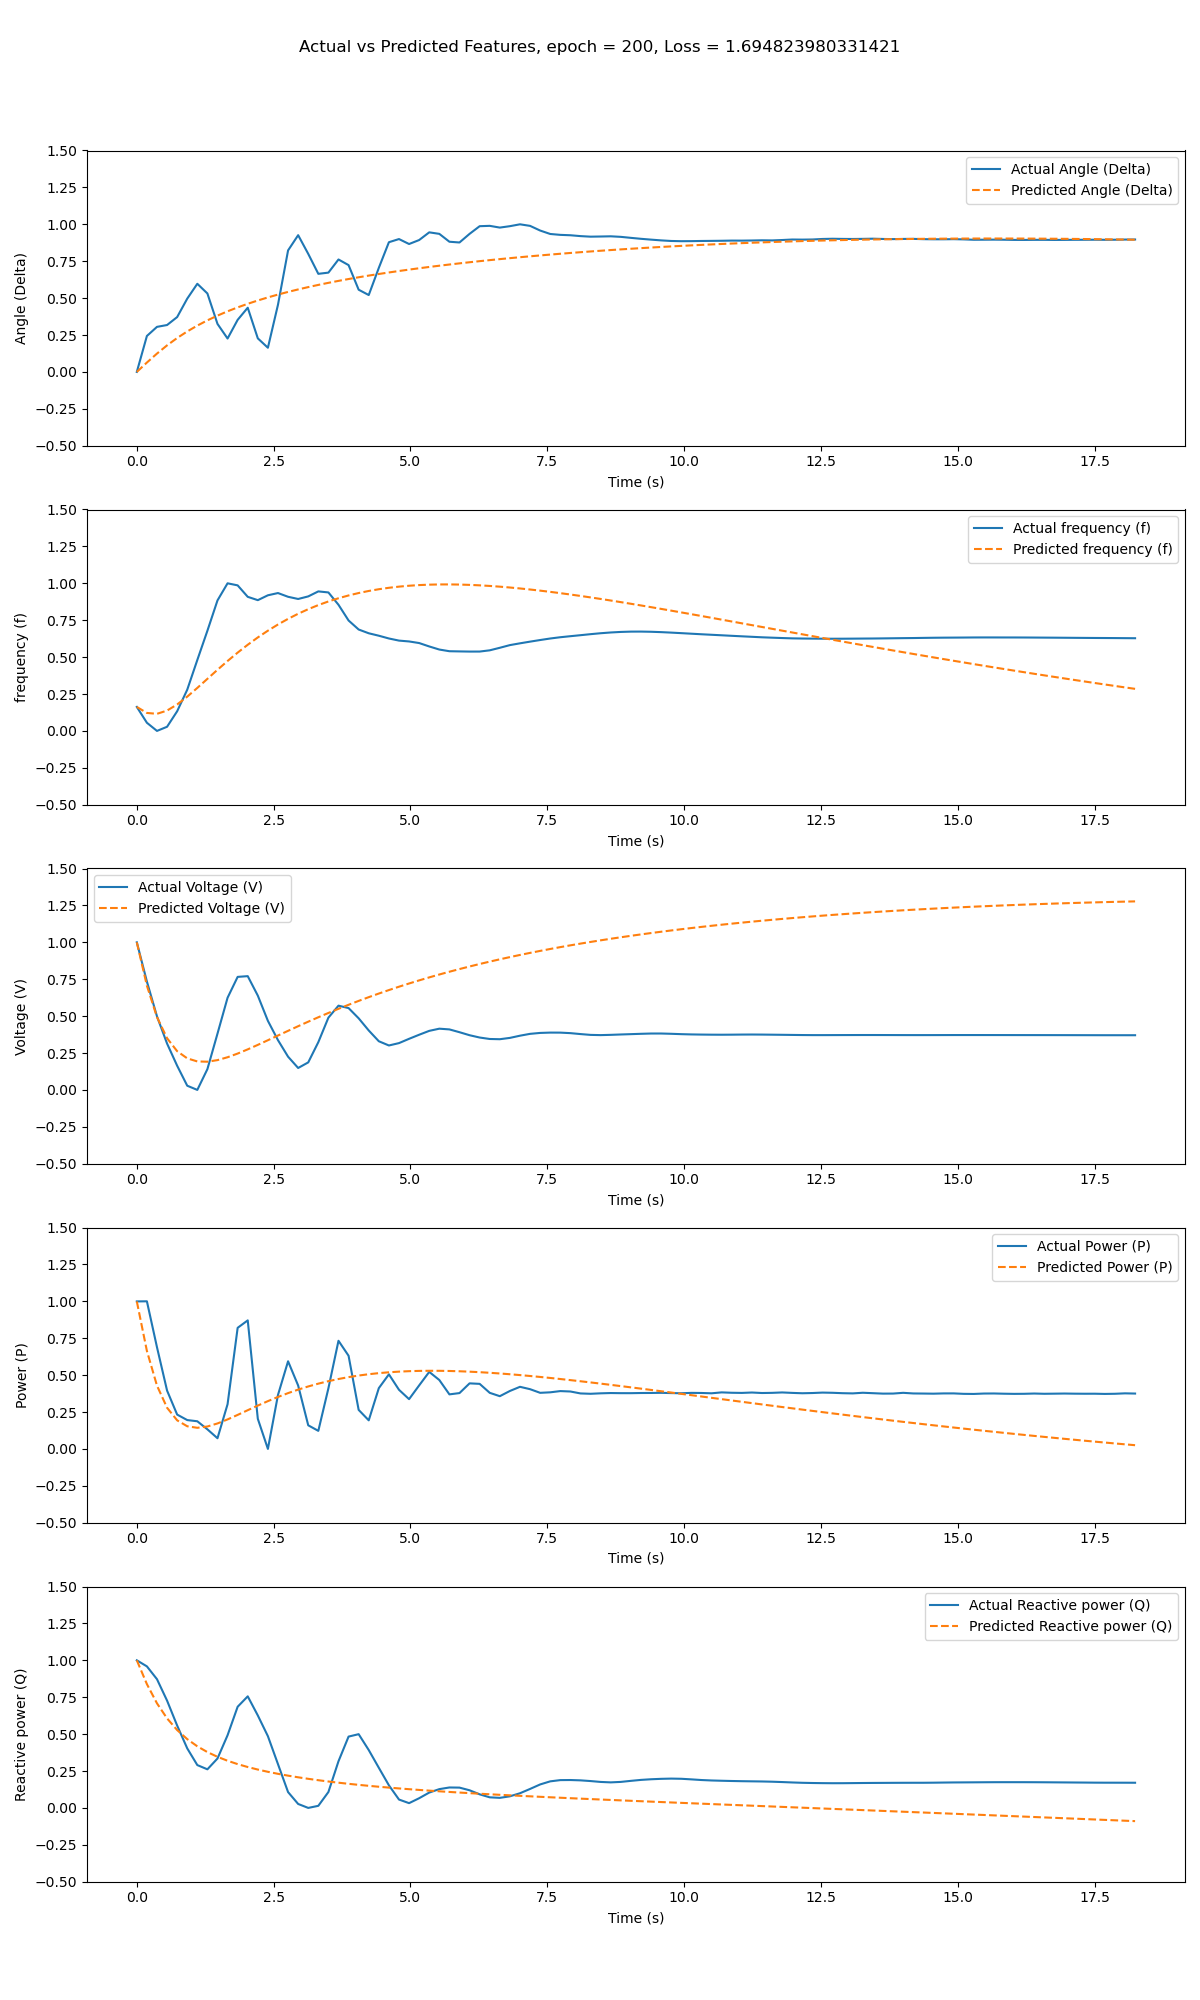 Actual vs Predicted Features, epoch = 200, Loss = 1.694823980331421
1.50
1.25
1.00
0.75
0.50
0.25
0.00
−0.25
−0.50
Angle (Delta)
Actual Angle (Delta)
Predicted Angle (Delta)
0.0 2.5 5.0 7.5 10.0 12.5 15.0 17.5
Time (s)
1.50
1.25
1.00
0.75
0.50
0.25
0.00
−0.25
−0.50
frequency (f)
Actual frequency (f)
Predicted frequency (f)
0.0 2.5 5.0 7.5 10.0 12.5 15.0 17.5
Time (s)
1.50
1.25
1.00
0.75
0.50
0.25
0.00
−0.25
−0.50
Voltage (V)
Actual Voltage (V)
Predicted Voltage (V)
0.0 2.5 5.0 7.5 10.0 12.5 15.0 17.5
Time (s)
1.50
1.25
1.00
0.75
0.50
0.25
0.00
−0.25
−0.50
Power (P)
Actual Power (P)
Predicted Power (P)
0.0 2.5 5.0 7.5 10.0 12.5 15.0 17.5
Time (s)
1.50
1.25
1.00
0.75
0.50
0.25
0.00
−0.25
−0.50
Reactive power (Q)
Actual Reactive power (Q)
Predicted Reactive power (Q)
0.0 2.5 5.0 7.5 10.0 12.5 15.0 17.5
Time (s)